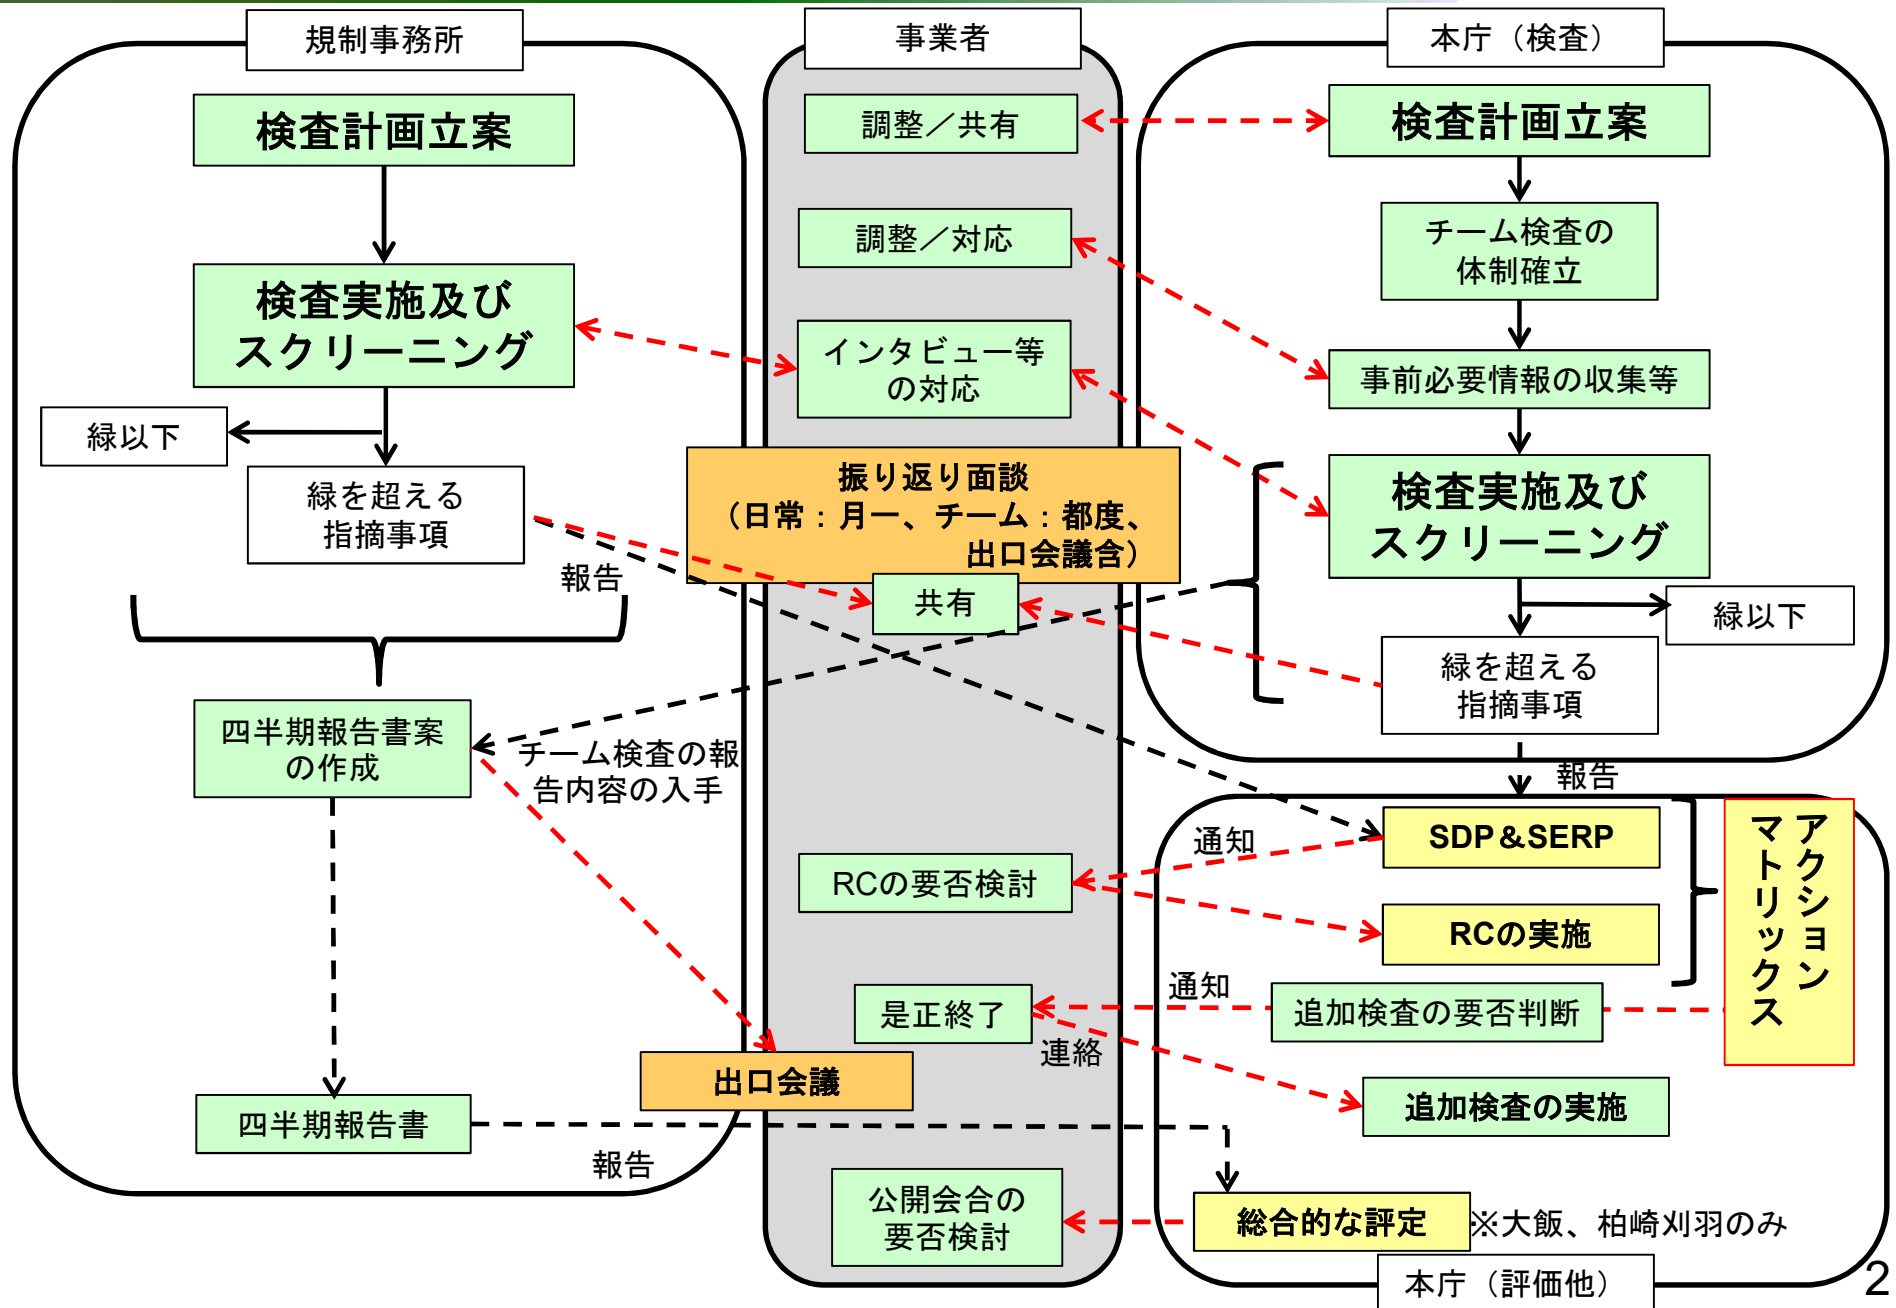 規制事務所
検査計画立案
検査実施及び
スクリーニング
緑以下
緑を超える
指摘事項
報告
四半期報告書案
の作成
チーム検査の報
告内容の入手
四半期報告書
報告
事業者
調整／共有
調整／対応
インタビュー等
の対応
振り返り面談
（日常：月一、チーム：都度、
出口会議含）
共有
RCの要否検討
是正終了
連絡
出口会議
公開会合の
要否検討
本庁（検査）
検査計画立案
チーム検査の
体制確立
事前必要情報の収集等
検査実施及び
スクリーニング
緑以下
緑を超える
指摘事項
報告
通知
SDP＆SERP
RCの実施
アクション
マトリックス
通知
追加検査の要否判断
追加検査の実施
総合的な評定
※大飯、柏崎刈羽のみ
本庁（評価他）
2